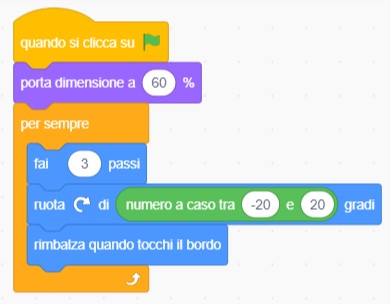 quando si clicca su
porta dimensione a 60 %
per sempre
fai 3 passi
ruota di numero a caso tra -20 e 20 gradi
rimbalza quando tocchi il bordo